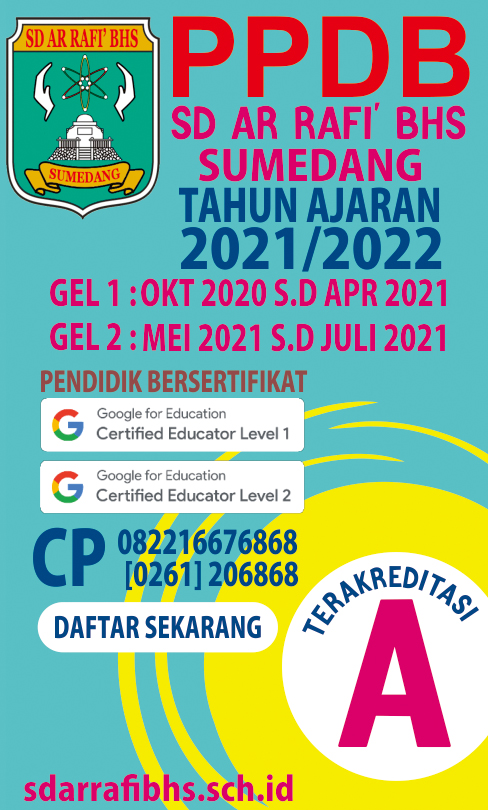 SD AR RAFI' BHS
SUMEDANG
PPDB
SD AR RAFI' BHS
SUMEDANG
TAHUN AJARAN
2021/2022
GEL 1 : OKT 2020 S.D APR 2021
GEL 2 : MEI 2021 S.D JULI 2021
PENDIDIK BERSERTIFIKAT
Google for Education
Certified Educator Level 1
Google for Education
Certified Educator Level 2
CP 082216676868
[0261] 206868
DAFTAR SEKARANG
TERAKREDITASI
A
sdarrafibhs.sch.id